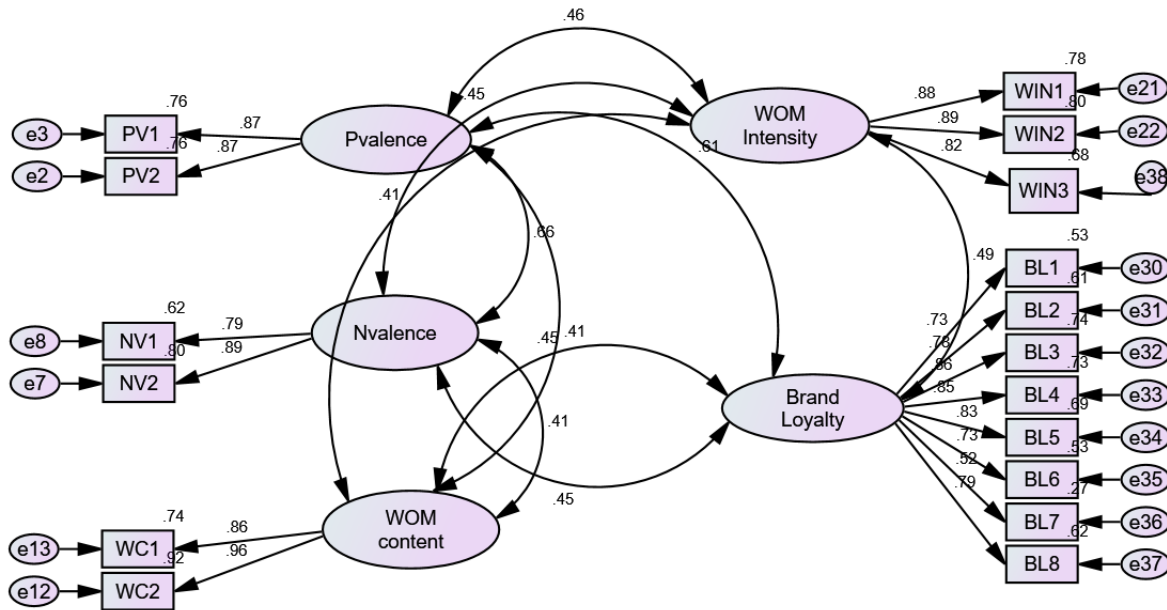 .46
.78
.76
.45
.88
WIN1
e21
e3
PV1
.87
Pvalence
WOM
Intensity
.80
.89
WIN2
e22
.76
e2
PV2
.87
.61
.82
.68
WIN3
e38
.41
.66
.53
.49
BL1
e30
.61
.62
BL2
e31
e8
NV1
.79
Nvalence
.45
.41
.73
.74
.78
BL3
e32
.80
.86
.73
e7
NV2
.89
.85
BL4
e33
Brand
Loyalty
.69
.83
BL5
e34
.41
.73
.53
.52
BL6
e35
.45
.79
.27
.74
BL7
e36
e13
WC1
.86
WOM
content
.62
.92
.96
BL8
e37
e12
WC2